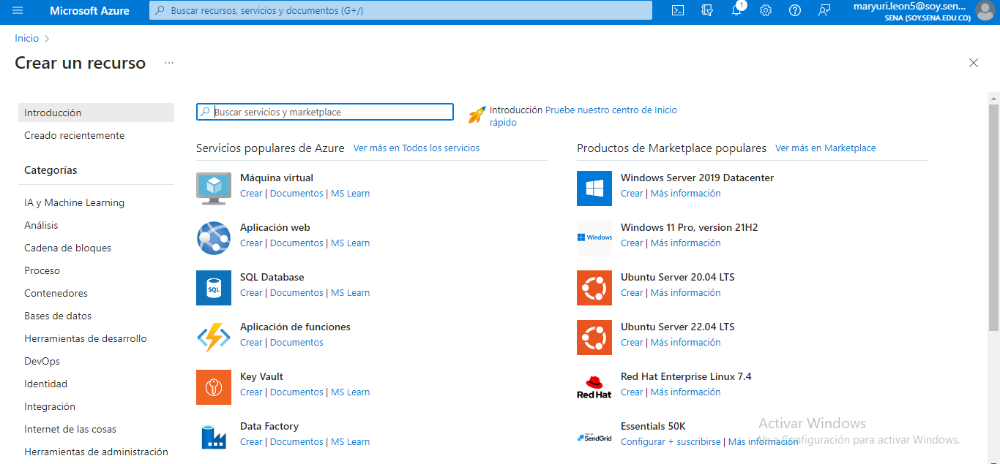 Microsoft Azure
Buscar recursos, servicios y documentos (G+/)
1
maryuri.leon5@soy.sen...
SENA (SOY.SENA.EDU.CO)
Inicio
Crear un recurso
...
Introducción
Creado recientemente
Categorías
IA y Machine Learning
Análisis
Cadena de bloques
Proceso
Contenedores
Bases de datos
Herramientas de desarrollo
DevOps
Identidad
Integración
Internet de las cosas
Herramientas de administración
Buscar servicios y marketplace
Introducción Pruebe nuestro centro de Inicio
rápido
Servicios populares de Azure Ver más en Todos los servicios
Máquina virtual
Crear | Documentos | MS Learn
Aplicación web
Crear | Documentos | MS Learn
SQL
SQL Database
Crear | Documentos | MS Learn
Aplicación de funciones
Crear | Documentos
Key Vault
Crear | Documentos | MS Learn
Data Factory
Crear | Documentos | MS Learn
Productos de Marketplace populares Ver más en Marketplace
Windows Server 2019 Datacenter
Crear | Más información
Windows
Windows 11 Pro, version 21H2
Crear | Más información
Ubuntu Server 20.04 LTS
Crear | Más información
Ubuntu Server 22.04 LTS
Crear | Más información
Red Hat
Red Hat Enterprise Linux 7.4
Crear | Más información
SendGrid
Essentials 50K
Configurar + suscribirse | Más información
Activar Windows
Ve a Configuración para activar Windows.